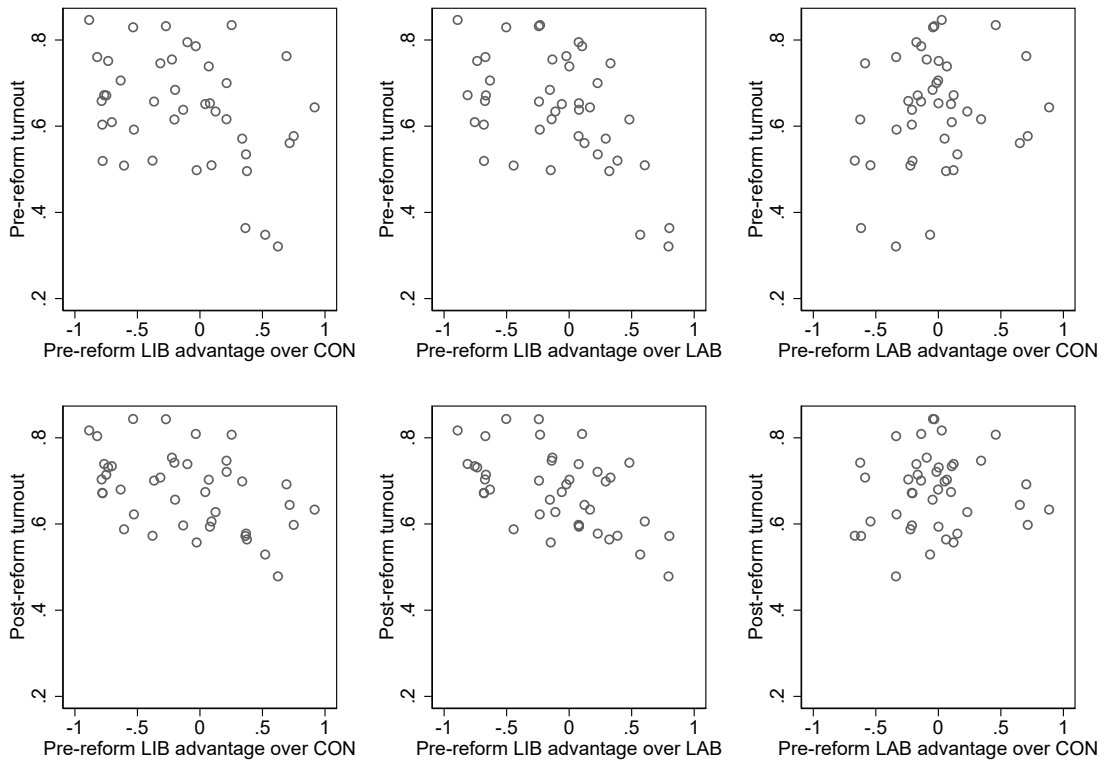 Pre-reform turnout
.8
.6
.4
.2
-1 -.5 0 .5 1
Pre-reform LIB advantage over CON
Pre-reform turnout
.8
.6
.4
.2
-1 -.5 0 .5 1
Pre-reform LIB advantage over LAB
Pre-reform turnout
.8
.6
.4
.2
-1 -.5 0 .5 1
Pre-reform LAB advantage over CON
Post-reform turnout
.8
.6
.4
.2
-1 -.5 0 .5 1
Pre-reform LIB advantage over CON
Post-reform turnout
.8
.6
.4
.2
-1 -.5 0 .5 1
Pre-reform LIB advantage over LAB
Post-reform turnout
.8
.6
.4
.2
-1 -.5 0 .5 1
Pre-reform LAB advantage over CON